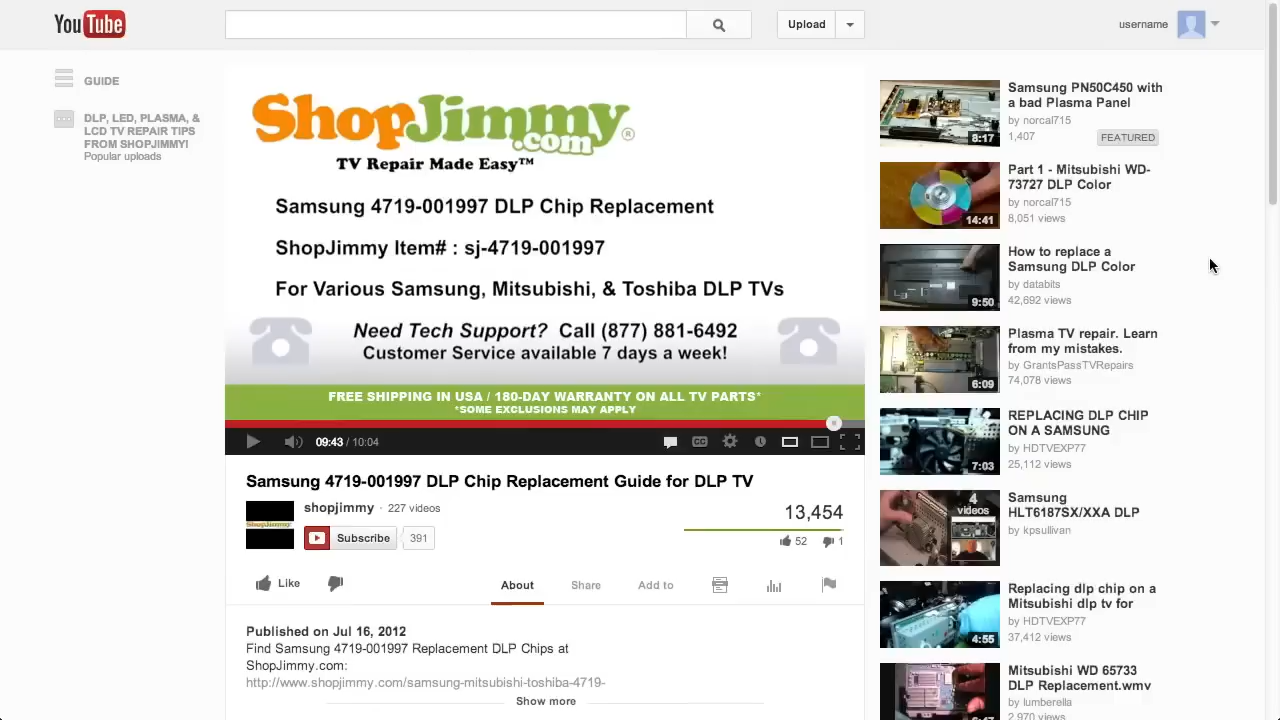 YouTube
Upload
username
GUIDE
DLP, LED, PLASMA, &
LCD TV REPAIR TIPS
FROM SHOPJIMMY!
Popular uploads
ShopJimmy
.com®
TV Repair Made Easy™
Samsung 4719-001997 DLP Chip Replacement
ShopJimmy Item# : sj-4719-001997
For Various Samsung, Mitsubishi, & Toshiba DLP TVs
Need Tech Support? Call (877) 881-6492
Customer Service available 7 days a week!
FREE SHIPPING IN USA / 180-DAY WARRANTY ON ALL TV PARTS*
*SOME EXCLUSIONS MAY APPLY
09:43 / 10:04
CC
Samsung 4719-001997 DLP Chip Replacement Guide for DLP TV
shopjimmy · 227 videos
Subscribe 391
13,454
52 1
Like
About Share Add to
Published on Jul 16, 2012
Find Samsung 4719-001997 Replacement DLP Chips at
ShopJimmy.com:
http://www.shopjimmy.com/samsung-mitsubishi-toshiba-4719-
Show more
8:17
Samsung PN50C450 with
a bad Plasma Panel
by norcal715
1,407 FEATURED
14:41
Part 1 - Mitsubishi WD-
73727 DLP Color
by norcal715
8,051 views
9:50
How to replace a
Samsung DLP Color
by databits
42,692 views
6:09
Plasma TV repair. Learn
from my mistakes.
by GrantsPassTVRepairs
74,078 views
7:03
REPLACING DLP CHIP
ON A SAMSUNG
by HDTVEXP77
25,112 views
4
videos
Samsung
HLT6187SX/XXA DLP
by kpsullivan
4:55
Replacing dlp chip on a
Mitsubishi dlp tv for
by HDTVEXP77
37,412 views
Mitsubishi WD 65733
DLP Replacement.wmv
by lumberella
2,970 views